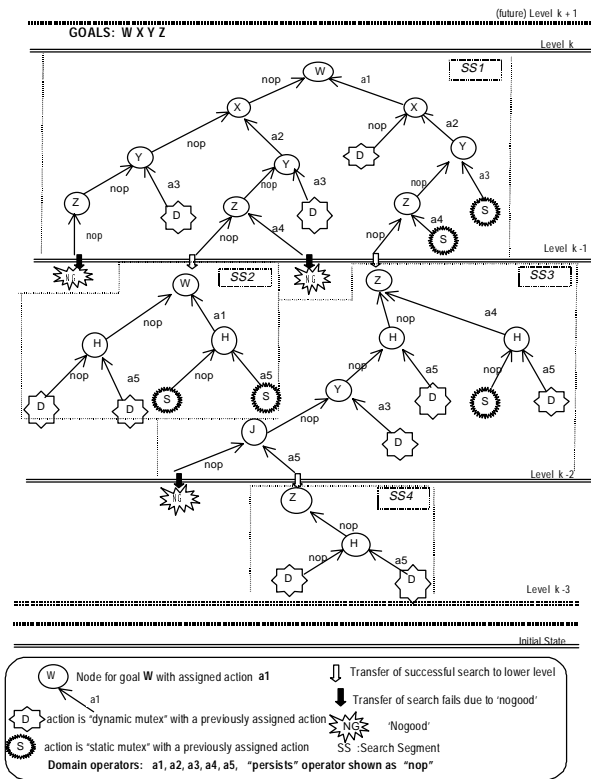 (future) Level k + 1
GOALS: W X Y Z
Level k
SS1
W
nop
a1
X
X
nop
a2
nop
a2
Y
Y
D
Y
nop
a3
nop
a3
nop
a3
Z
D
Z
D
Z
S
nop
nop
a4
nop
a4
S
Level k -1
NG
NG
SS2
SS3
W
Z
nop
a1
nop
a4
H
H
H
H
nop
a5
nop
a5
nop
a5
nop
a5
D
D
S
S
Y
D
S
D
nop
a3
J
D
nop
a5
Level k -2
NG
Z
SS4
nop
H
nop
a5
D
D
Level k -3
Initial State
W
Node for goal W with assigned action a1
a1
Transfer of successful search to lower level
Transfer of search fails due to 'nogood'
D
action is "dynamic mutex" with a previously assigned action
NG
'Nogood'
S
action is "static mutex" with a previously assigned action
SS :Search Segment
Domain operators: a1, a2, a3, a4, a5, "persists" operator shown as "nop"